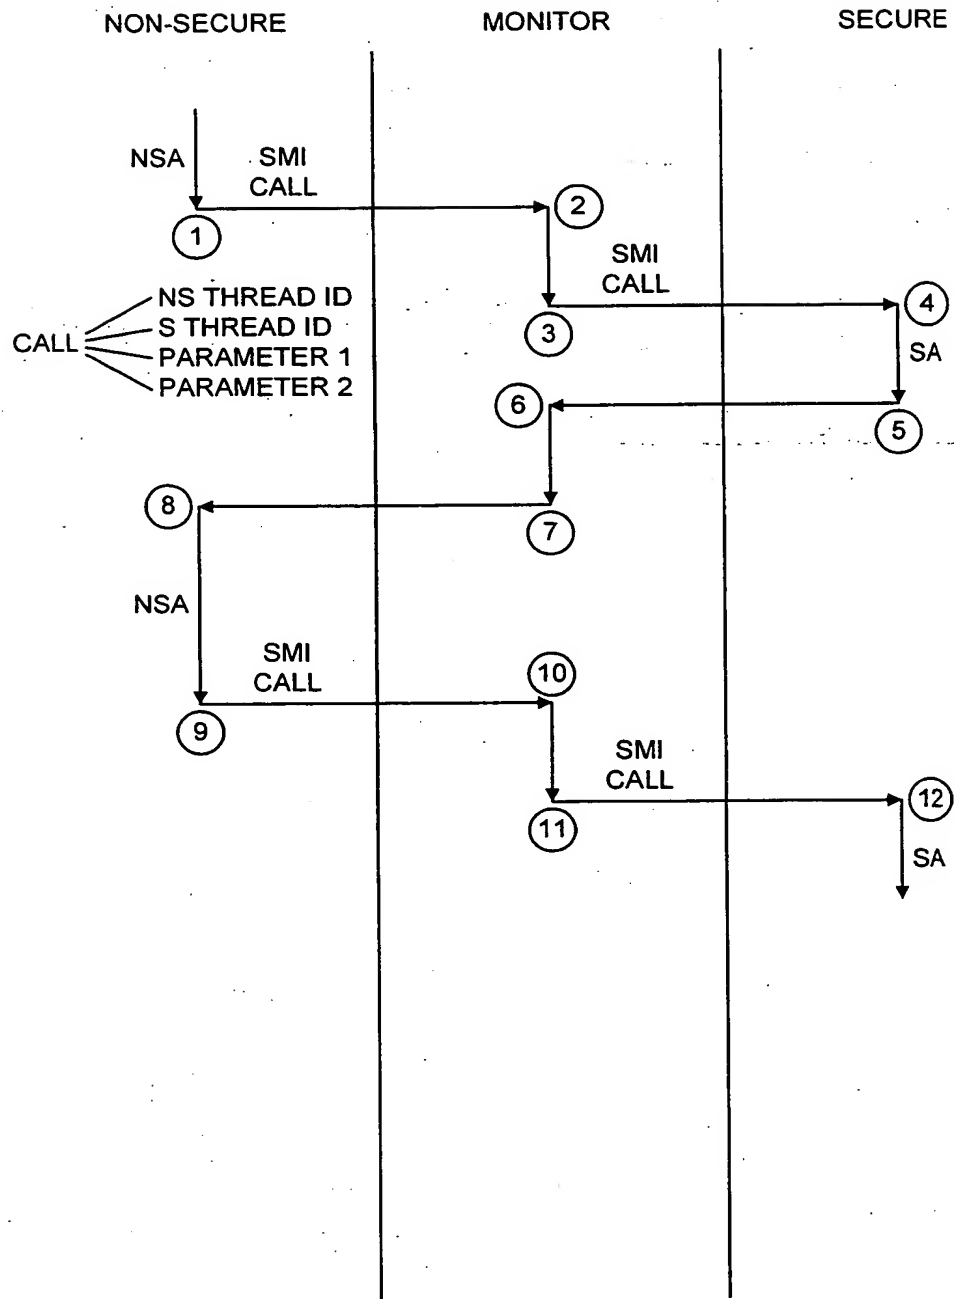 NON-SECURE
MONITOR
SECURE
NSA
SMI
CALL
1
2
SMI
CALL
3
4
CALL
NS THREAD ID
S THREAD ID
PARAMETER 1
PARAMETER 2
SA
6
5
8
7
NSA
SMI
CALL
10
9
SMI
CALL
11
12
SA